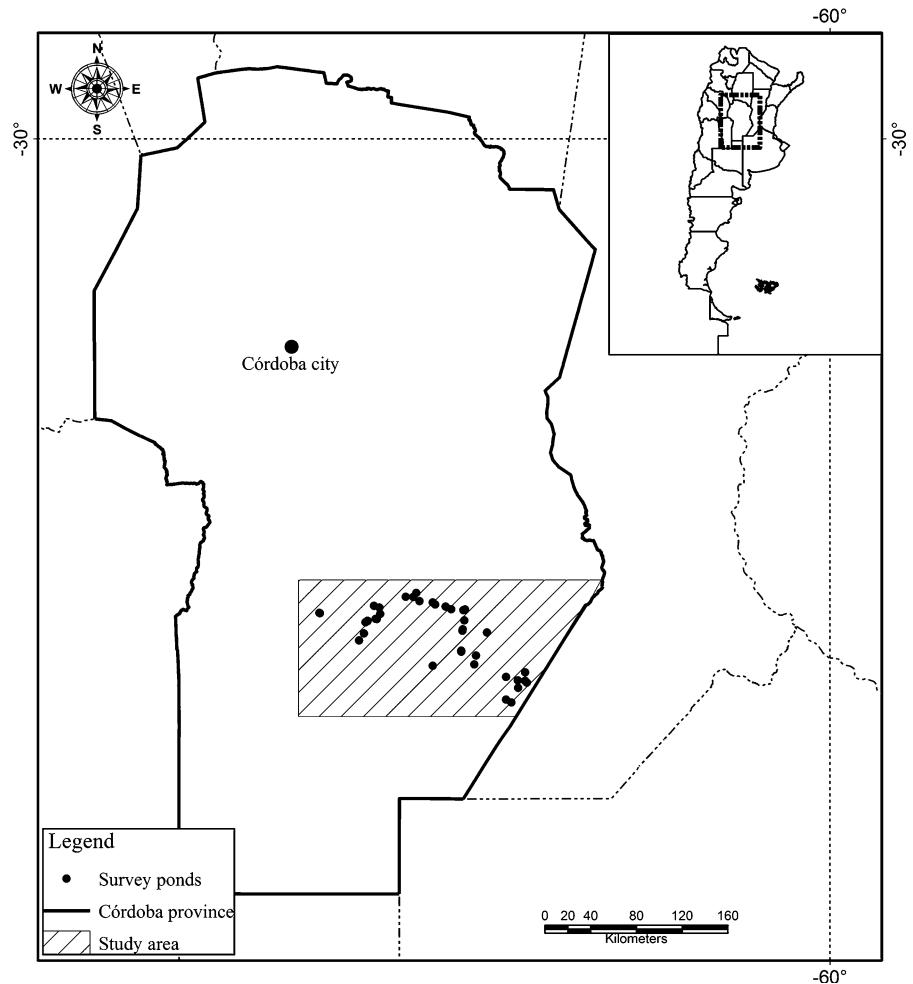 -60°
N
W E
S
-30°
-30°
Córdoba city
Legend
Survey ponds
Córdoba province
Study area
0 20 40 80 120 160
Kilometers
-60°